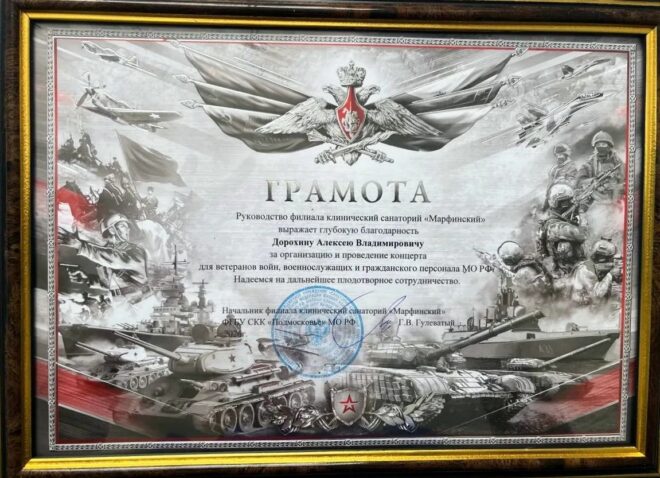 ГРАМОТА
Руководство филиала клинический санаторий «Марфинский»
выражает глубокую благодарность
Дорохину Алексею Владимировичу
за организацию и проведение концерта
для ветеранов войн, военнослужащих и гражданского персонала МО РФ.
Надеемся на дальнейшее плодотворное сотрудничество.
Начальник филиала клинический санаторий «Марфинский»
ФГБУ СКК «Подмосковье» МО РФ Г.В. Гулеватый